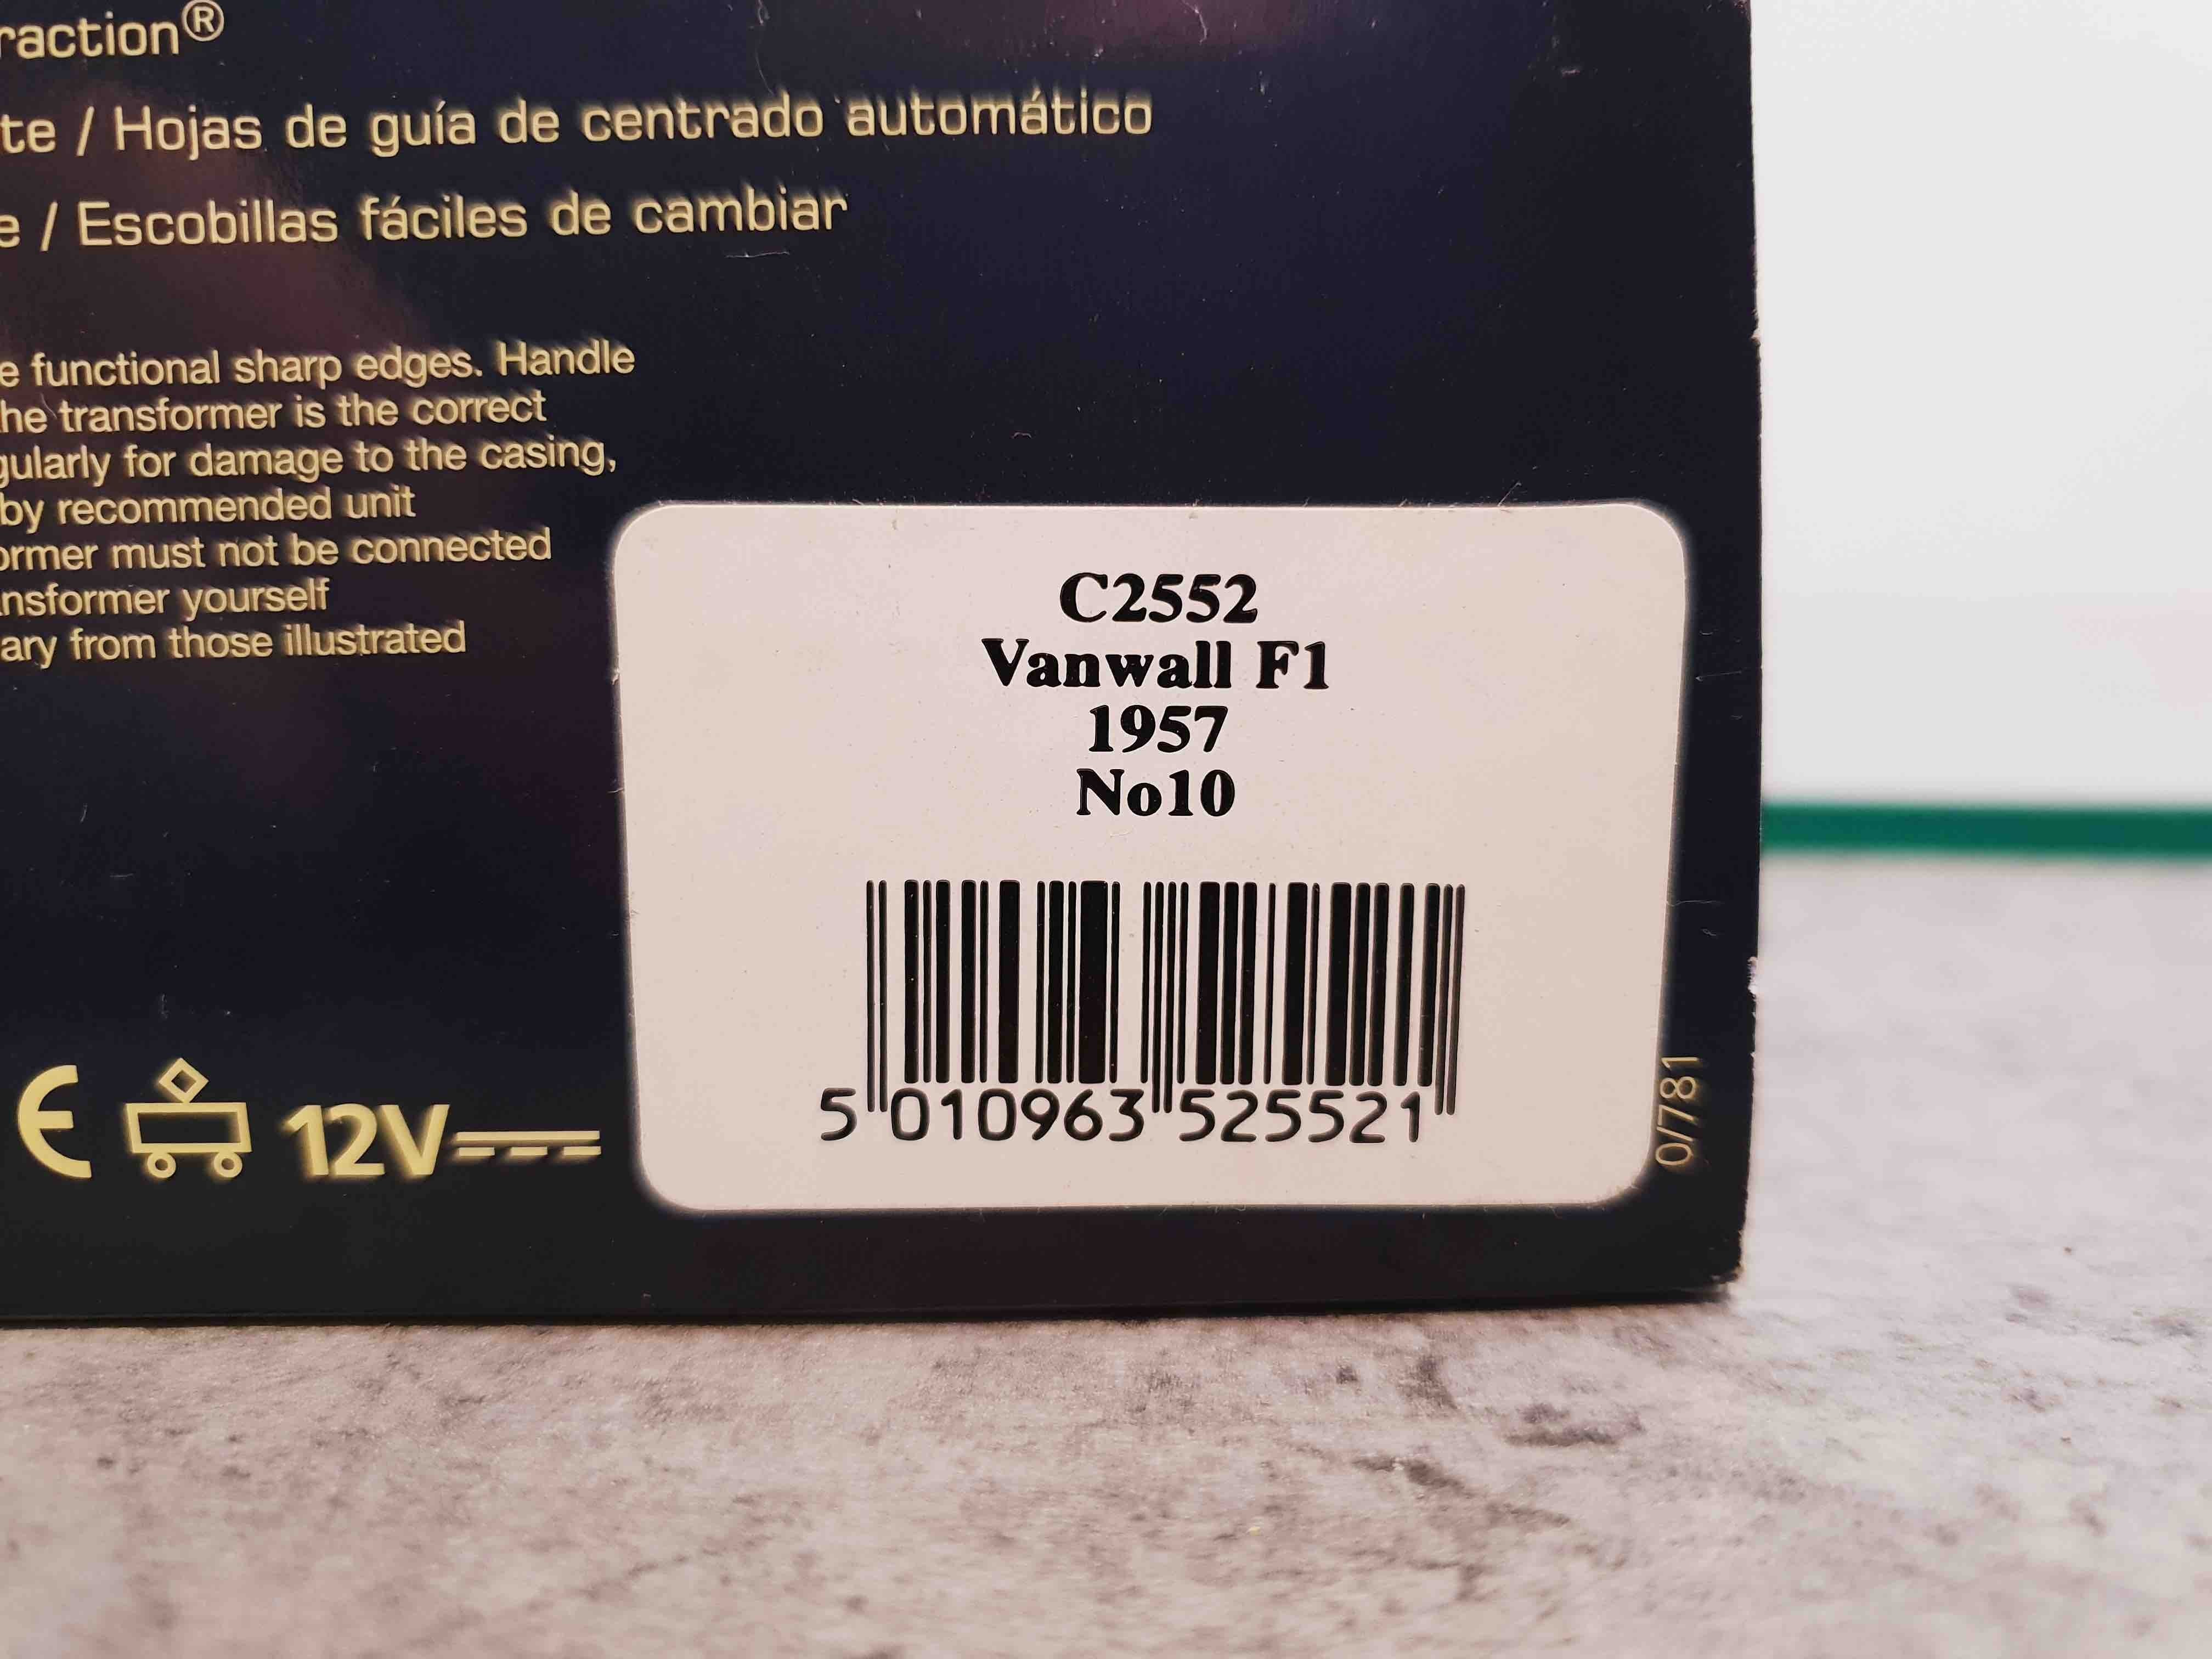 raction®
te / Hojas de guía de centrado automático
e / Escobillas fáciles de cambiar
e functional sharp edges. Handle
he transformer is the correct
gularly for damage to the casing,
by recommended unit
ormer must not be connected
ansformer yourself
ary from those illustrated
C2552
Vanwall F1
1957
No10
5 010963 525521
CE 12V
0/781